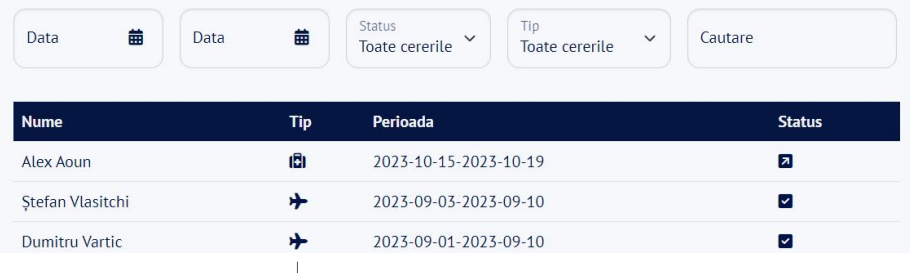 Data
Data
Status
Toate cererile
Tip
Toate cererile
Cautare
Nume Tip Perioada Status
Alex Aoun 2023-10-15-2023-10-19
Ștefan Vlasitchi 2023-09-03-2023-09-10
Dumitru Vartic 2023-09-01-2023-09-10